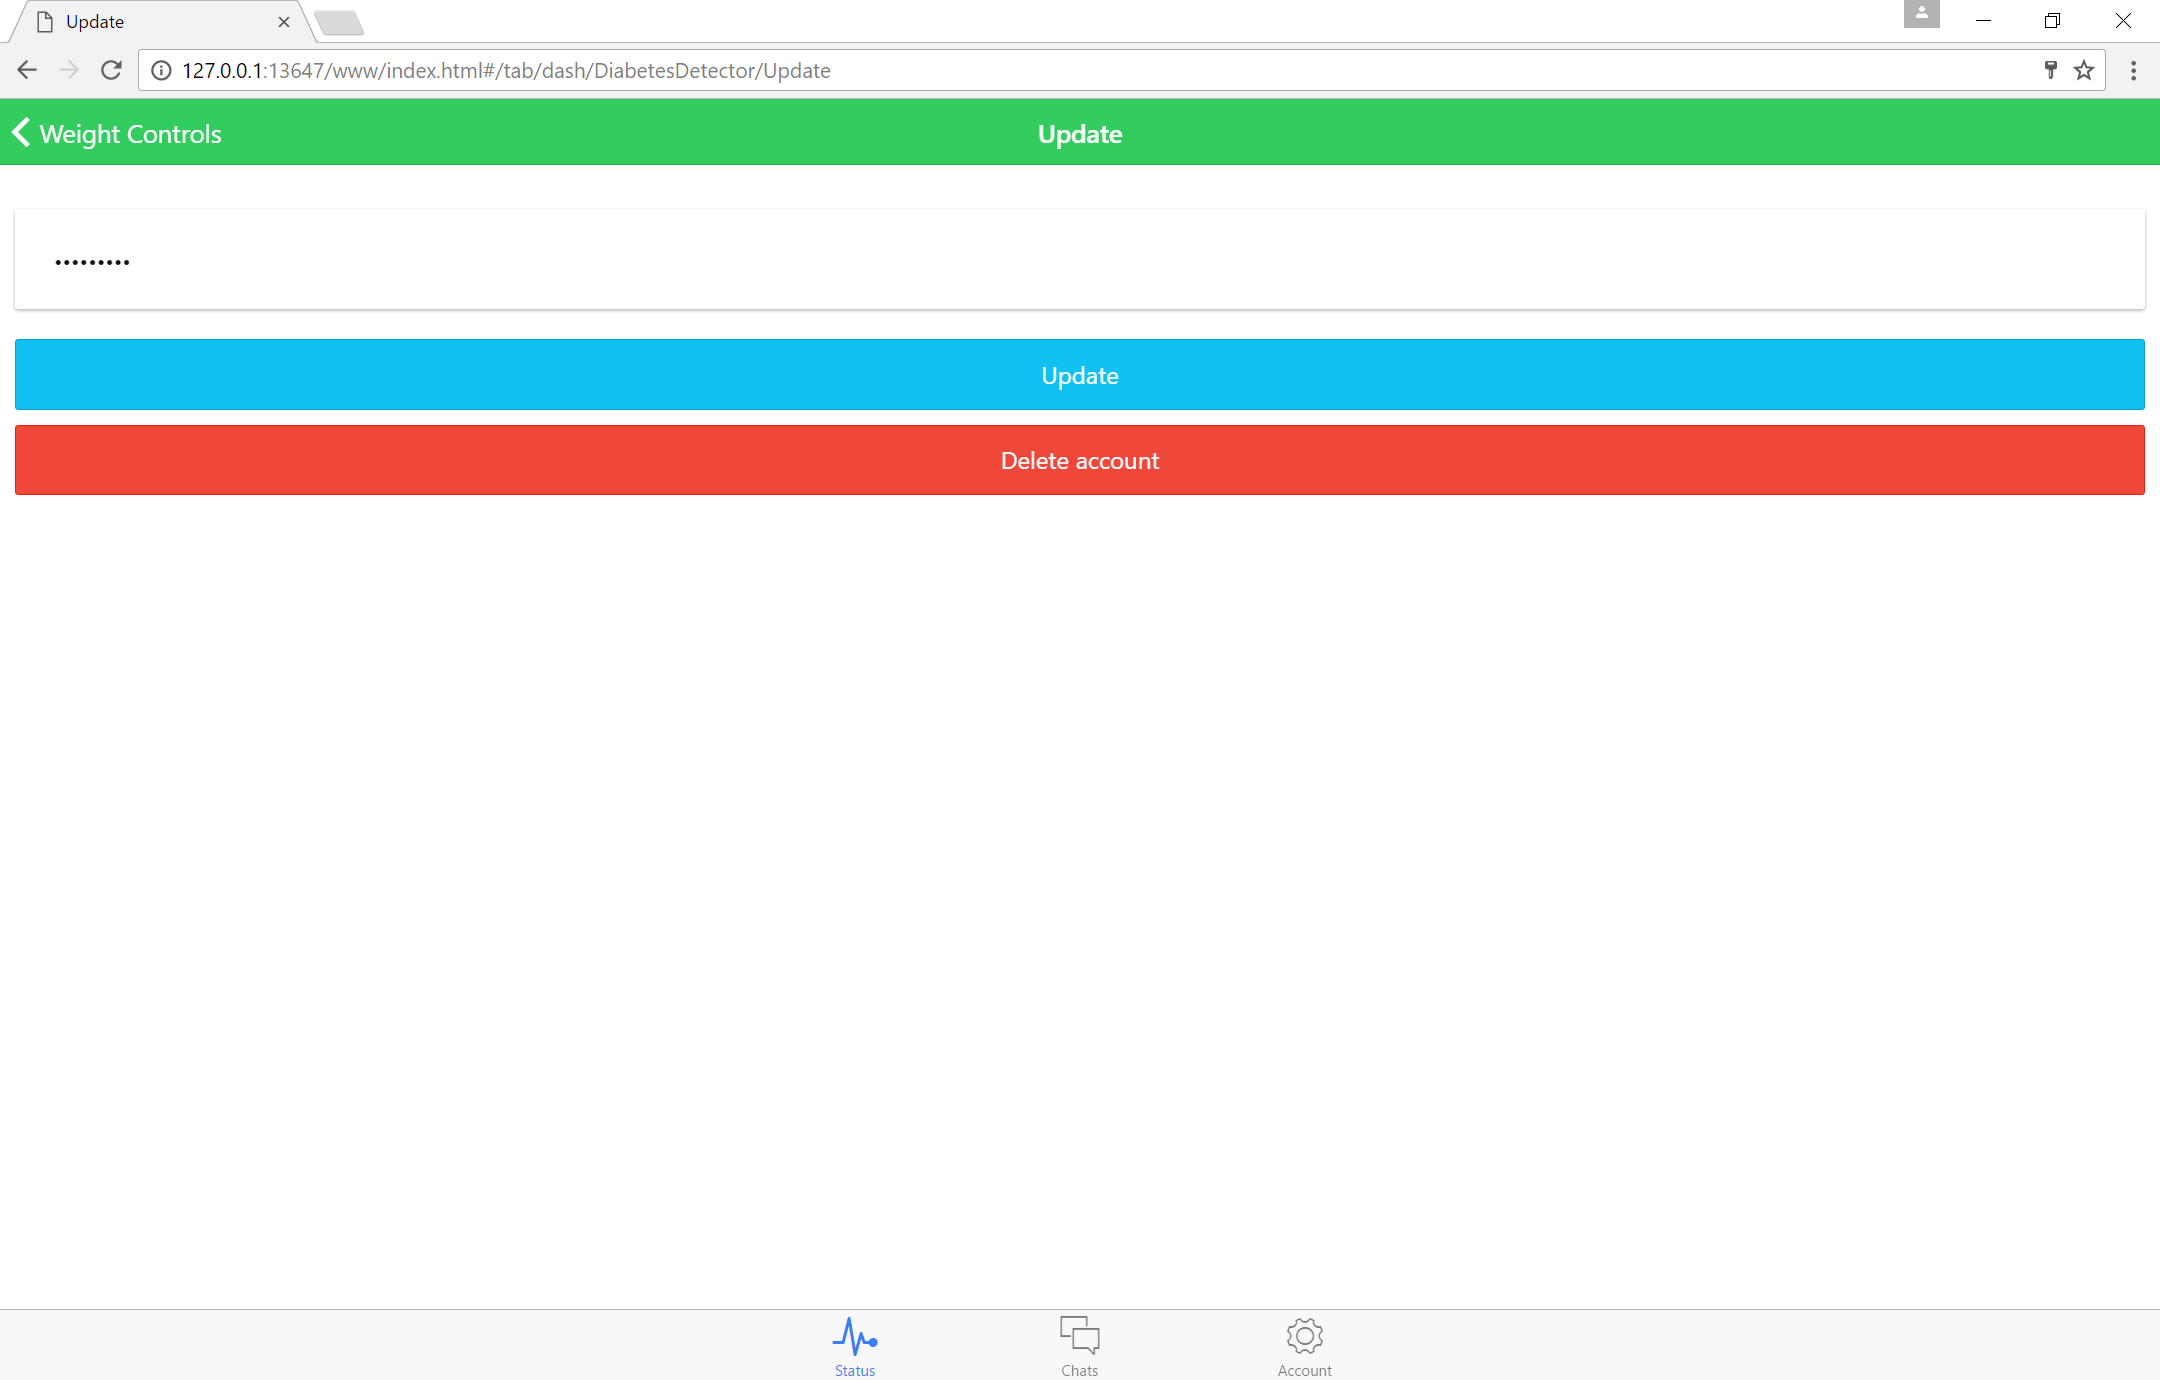 Update
127.0.0.1:13647/www/index.html#/tab/dash/DiabetesDetector/Update
Weight Controls
Update
•••••••••
Update
Delete account
Status
Chats
Account